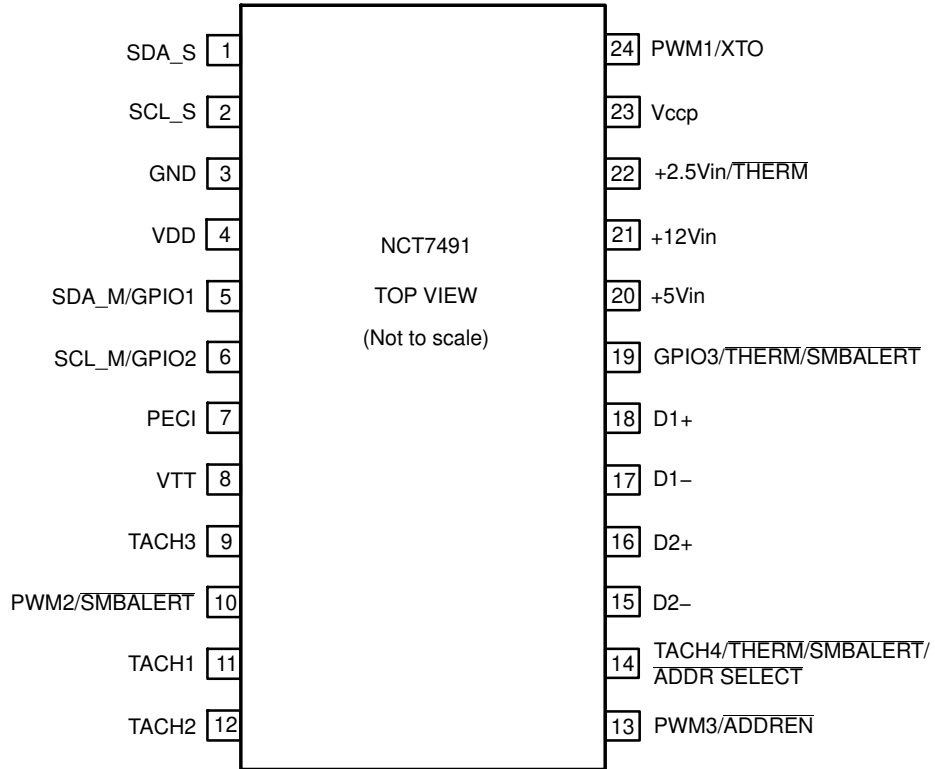 SDA_S 1
SCL_S 2
GND 3
VDD 4
SDA_M/GPIO1 5
SCL_M/GPIO2 6
PECI 7
VTT 8
TACH3 9
PWM2/SMBALERT 10
TACH1 11
TACH2 12
NCT7491
TOP VIEW
(Not to scale)
24 PWM1/XTO
23 Vccp
22 +2.5Vin/THERM
21 +12Vin
20 +5Vin
19 GPIO3/THERM/SMBALERT
18 D1+
17 D1−
16 D2+
15 D2−
14 TACH4/THERM/SMBALERT/
ADDR SELECT
13 PWM3/ADDREN